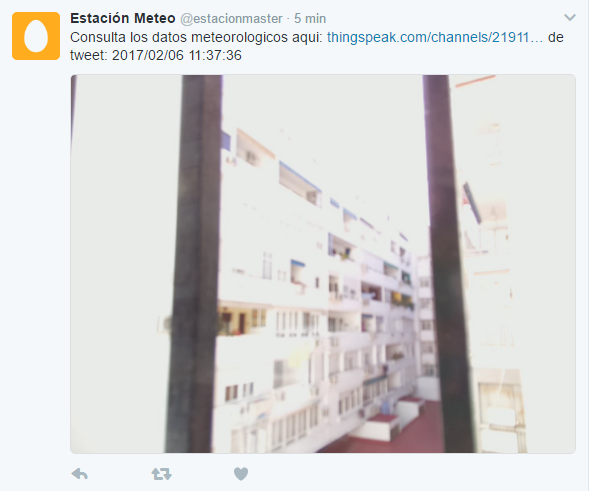 Estación Meteo @estacionmaster · 5 min
Consulta los datos meteorologicos aqui: thingspeak.com/channels/21911… de
tweet: 2017/02/06 11:37:36